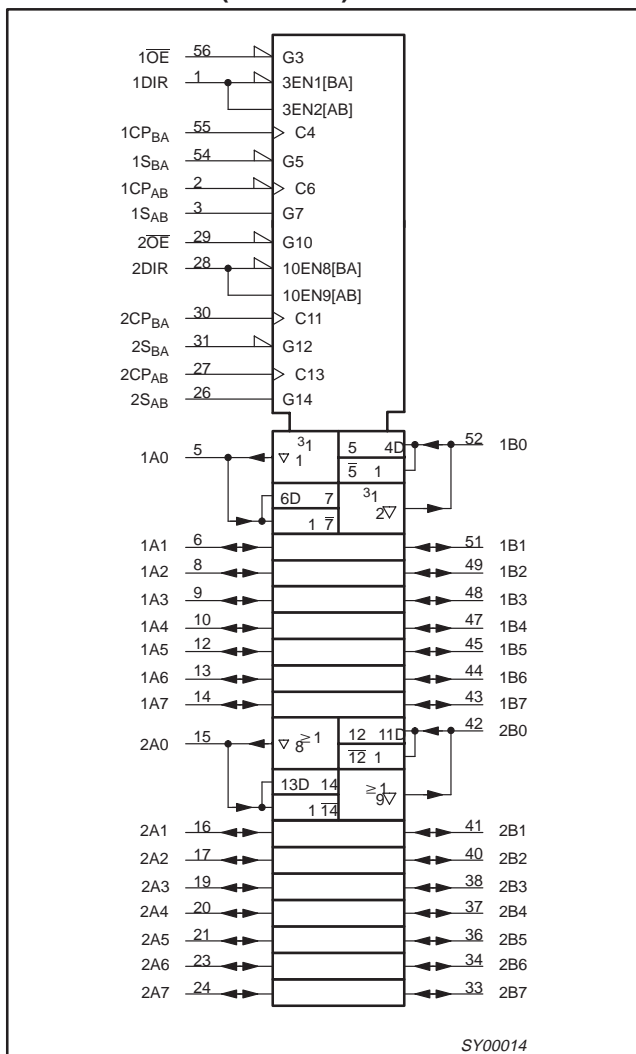 1O̅E̅ 56 G3
1DIR 1 3EN1[BA]
3EN2[AB]
1CPBA 55 C4
1SBA 54 G5
1CPAB 2 C6
1SAB 3 G7
2O̅E̅ 29 G10
2DIR 28 10EN8[BA]
10EN9[AB]
2CPBA 30 C11
2SBA 31 G12
2CPAB 27 C13
2SAB 26 G14
1A0 5 ▽ 1 31 5 4D 52 1B0
5̅ 1
6D 7 31
1 7̅ 2▽
1A1 6 51 1B1
1A2 8 49 1B2
1A3 9 48 1B3
1A4 10 47 1B4
1A5 12 45 1B5
1A6 13 44 1B6
1A7 14 43 1B7
2A0 15 ▽ 8 ≥1 12 11D 42 2B0
1̅2̅ 1
13D 14 ≥1
1 1̅4̅ 9▽
2A1 16 41 2B1
2A2 17 40 2B2
2A3 19 38 2B3
2A4 20 37 2B4
2A5 21 36 2B5
2A6 23 34 2B6
2A7 24 33 2B7
SY00014